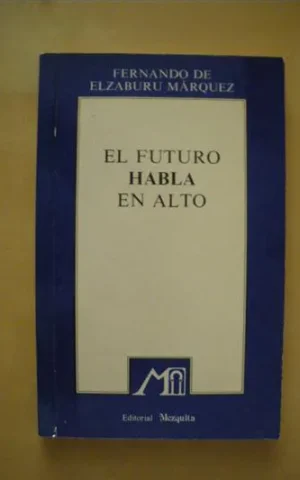 FERNANDO DE
ELZABURU MÁRQUEZ
EL FUTURO
HABLA
EN ALTO
Editorial Mezquita